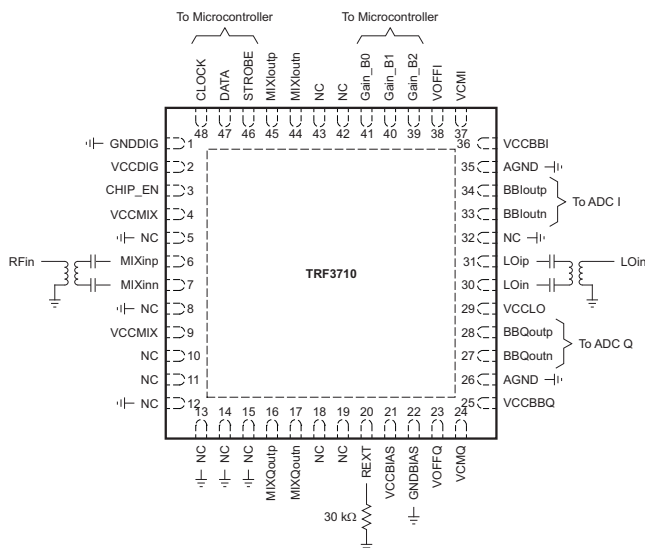 To Microcontroller
To Microcontroller
CLOCK
DATA
STROBE
MIXIoutp
MIXIoutn
NC
NC
Gain_B0
Gain_B1
Gain_B2
VOFFI
VCMI
48 47 46 45 44 43 42 41 40 39 38 37
GNDDIG 1
VCCDIG 2
CHIP_EN 3
VCCMIX 4
NC 5
RFin
MIXinp 6
MIXinn 7
NC 8
VCCMIX 9
NC 10
NC 11
NC 12
TRF3710
36 VCCBBI
35 AGND
34 BBIoutp
33 BBIoutn
To ADC I
32 NC
31 LOip
30 LOin
LOin
29 VCCLO
28 BBQoutp
27 BBQoutn
To ADC Q
26 AGND
25 VCCBBQ
13 14 15 16 17 18 19 20 21 22 23 24
NC
NC
NC
MIXQoutp
MIXQoutn
NC
NC
REXT
VCCBIAS
GNDBIAS
VOFFQ
VCMQ
30 kΩ